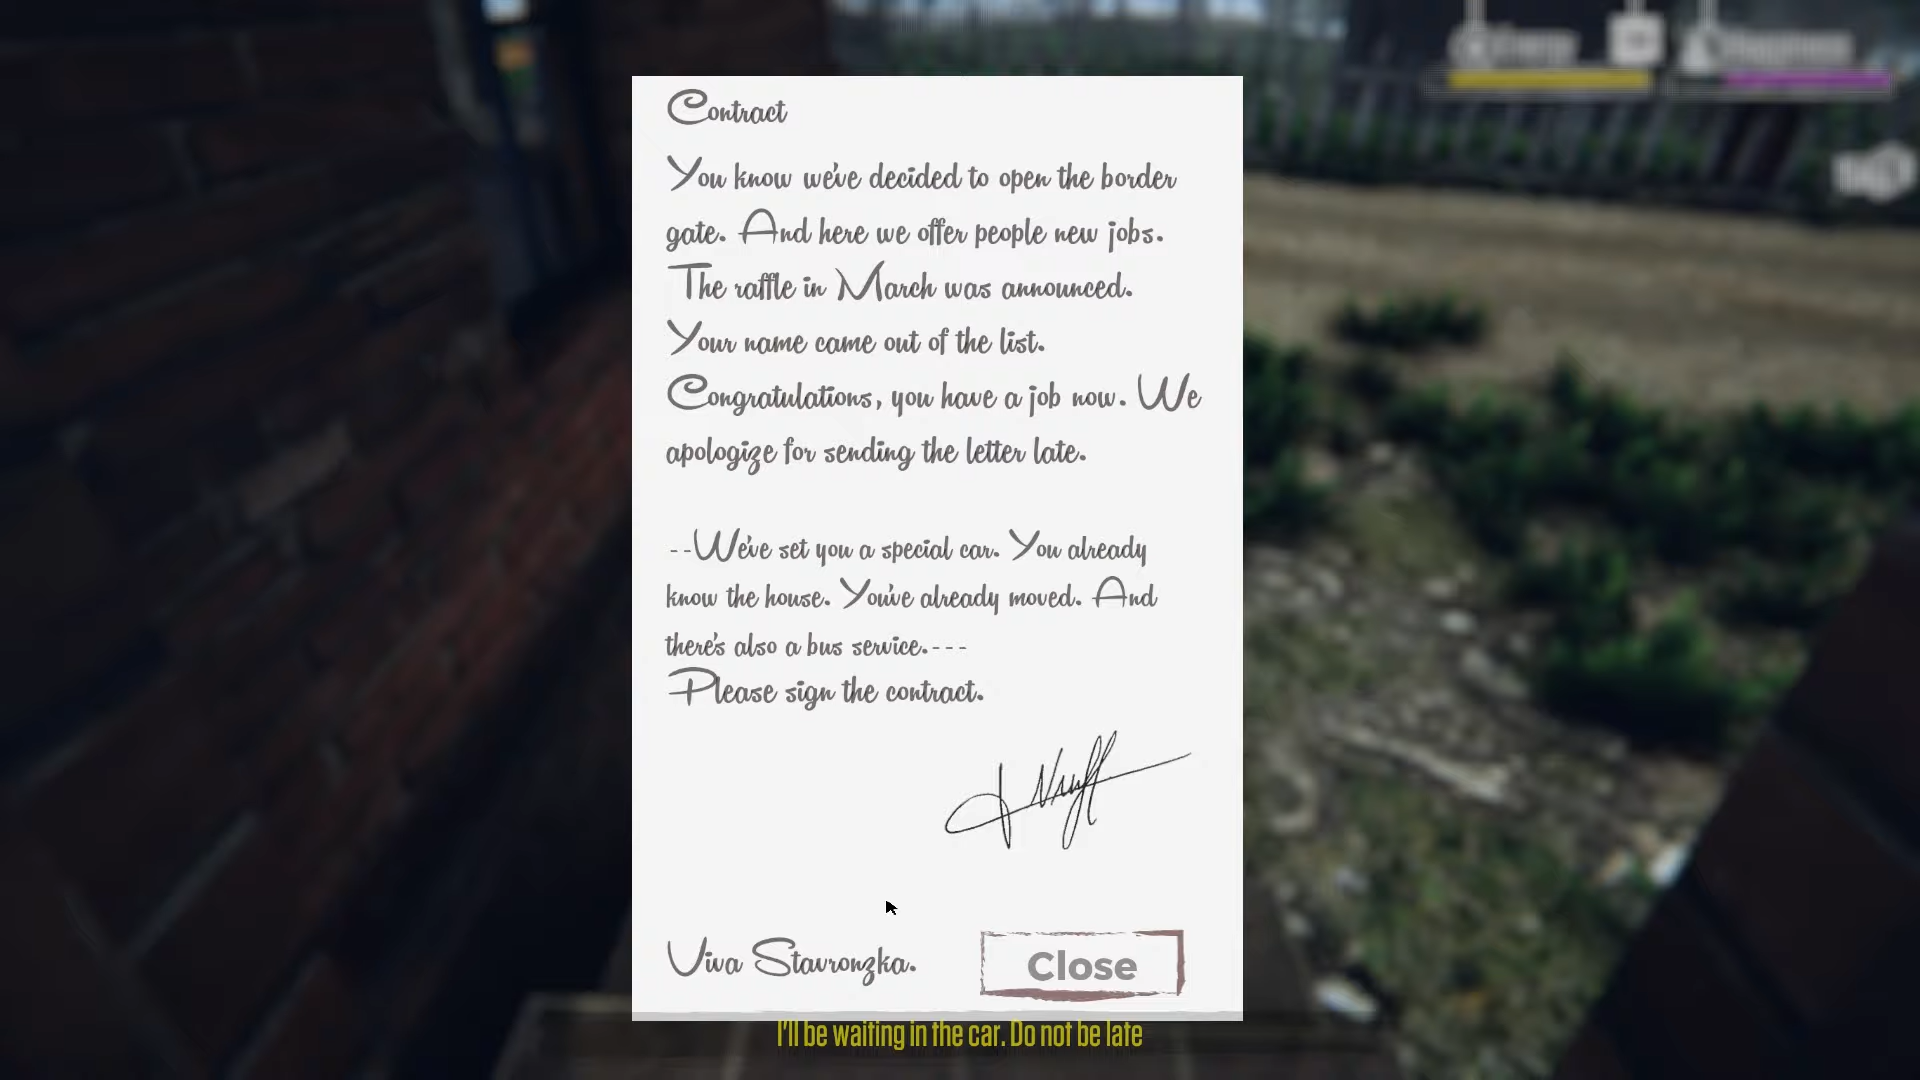 Contract
You know we've decided to open the border
gate. And here we offer people new jobs.
The raffle in March was announced.
Your name came out of the list.
Congratulations, you have a job now. We
apologize for sending the letter late.
--We've set you a special car. You already
know the house. You've already moved. And
there's also a bus service.---
Please sign the contract.
Viva Stavronzka.
Close
I'll be waiting in the car. Do not be late